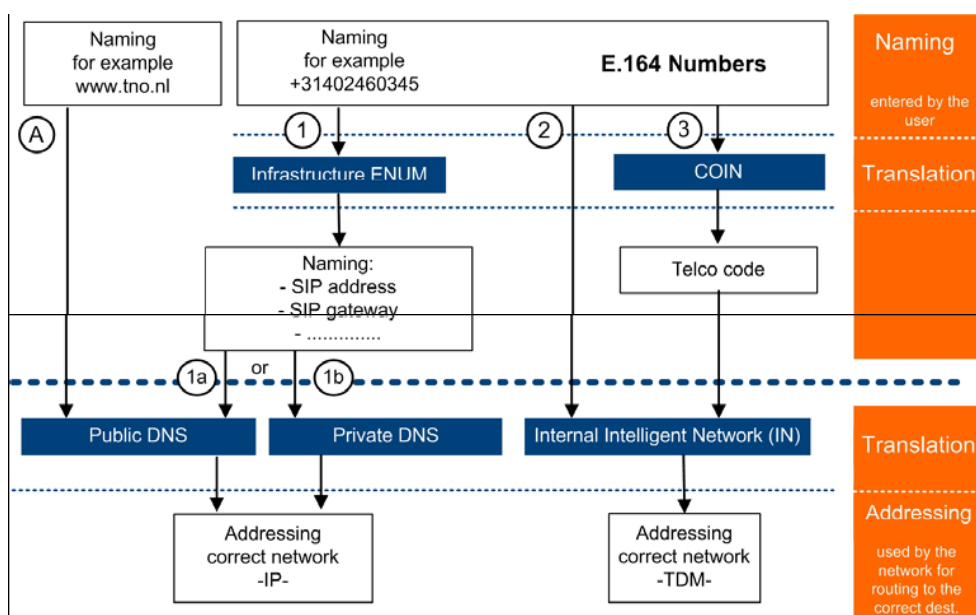 Naming
for example
www.tno.nl
Naming
for example
+31402460345
E.164 Numbers
Naming
entered by the
user
A
1
2
3
Infrastructure ENUM
COIN
Translation
Naming:
- SIP address
- SIP gateway
- ..............
Telco code
1a
or
1b
Public DNS
Private DNS
Internal Intelligent Network (IN)
Translation
Addressing
correct network
-IP-
Addressing
correct network
-TDM-
Addressing
used by the
network for
routing to the
correct dest.